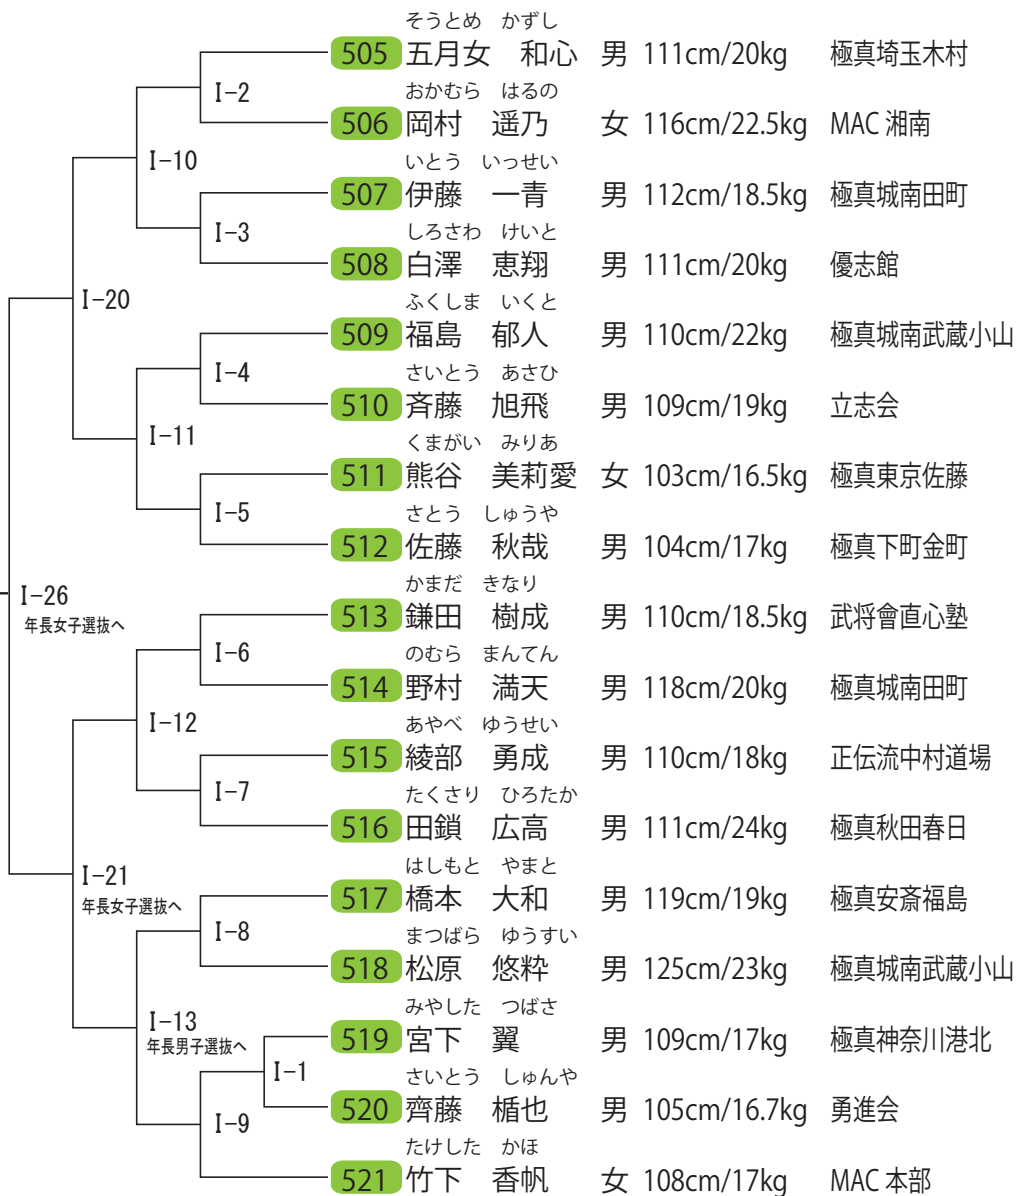 そうとめ　かずし
505 五月女　和心 男 111cm/20kg 極真埼玉木村
I-2
おかむら　はるの
506 岡村　遥乃 女 116cm/22.5kg MAC 湘南
I-10
いとう　いっせい
507 伊藤　一青 男 112cm/18.5kg 極真城南田町
I-3
しろさわ　けいと
508 白澤　恵翔 男 111cm/20kg 優志館
I-20
ふくしま　いくと
509 福島　郁人 男 110cm/22kg 極真城南武蔵小山
I-4
さいとう　あさひ
510 斉藤　旭飛 男 109cm/19kg 立志会
I-11
くまがい　みりあ
511 熊谷　美莉愛 女 103cm/16.5kg 極真東京佐藤
I-5
さとう　しゅうや
512 佐藤　秋哉 男 104cm/17kg 極真下町金町
かまだ　きなり
I-26
513 鎌田　樹成 男 110cm/18.5kg 武将會直心塾
年長女子選抜へ
I-6
のむら　まんてん
514 野村　満天 男 118cm/20kg 極真城南田町
I-12
あやべ　ゆうせい
515 綾部　勇成 男 110cm/18kg 正伝流中村道場
I-7
たくさり　ひろたか
516 田鎖　広高 男 111cm/24kg 極真秋田春日
はしもと　やまと
I-21
517 橋本　大和 男 119cm/19kg 極真安斎福島
年長女子選抜へ
I-8
まつばら　ゆうすい
518 松原　悠粋 男 125cm/23kg 極真城南武蔵小山
みやした　つばさ
I-13
519 宮下　翼 男 109cm/17kg 極真神奈川港北
年長男子選抜へ
I-1
さいとう　しゅんや
520 齊藤　楯也 男 105cm/16.7kg 勇進会
I-9
たけした　かほ
521 竹下　香帆 女 108cm/17kg MAC 本部